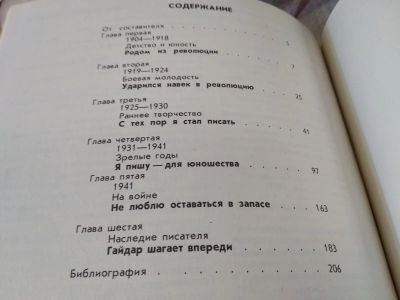 СОДЕРЖАНИЕ
От составителя
Глава первая
1904—1918 . . . . . . . . . . 5
Детство и юность
Родом из революции . . . . . . . . 7
Глава вторая
1919—1924
Боевая молодость
Ударился навек в революцию . . . . . 25
Глава третья
1925—1930
Раннее творчество
С тех пор я стал писать . . . . . . 41
Глава четвертая
1931—1941
Зрелые годы
Я пишу — для юношества . . . . . . 97
Глава пятая
1941
На войне
Не люблю оставаться в запасе . . . . 163
Глава шестая
Наследие писателя
Гайдар шагает впереди . . . . . . 183
Библиография . . . . . . . . . . 206